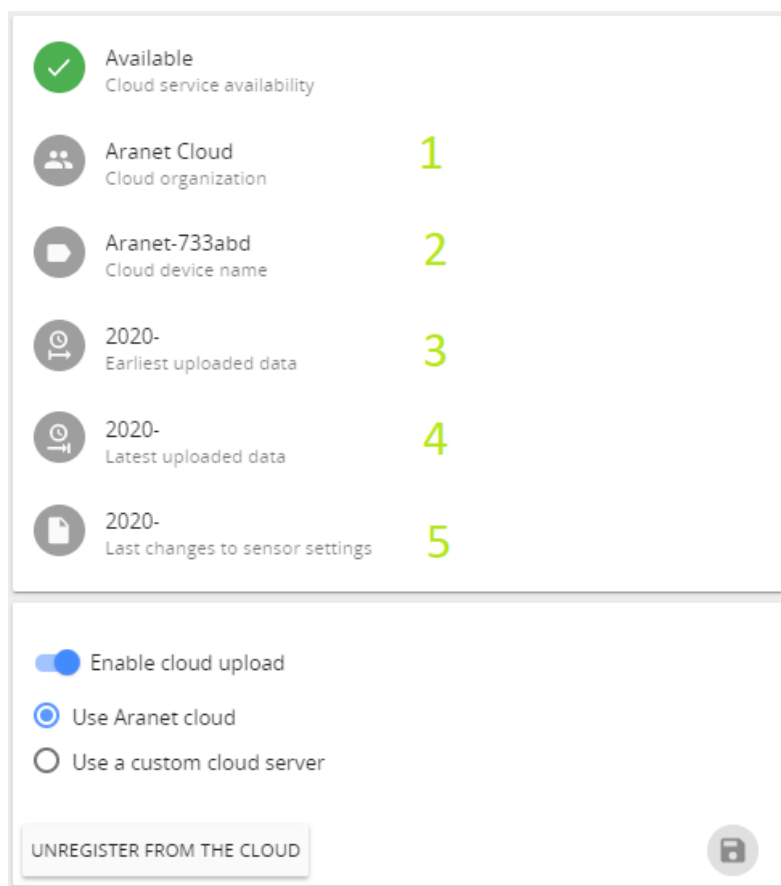 Available
Cloud service availability
Aranet Cloud
1
Cloud organization
Aranet-733abd
2
Cloud device name
2020-
3
Earliest uploaded data
2020-
4
Latest uploaded data
2020-
5
Last changes to sensor settings
Enable cloud upload
Use Aranet cloud
Use a custom cloud server
UNREGISTER FROM THE CLOUD